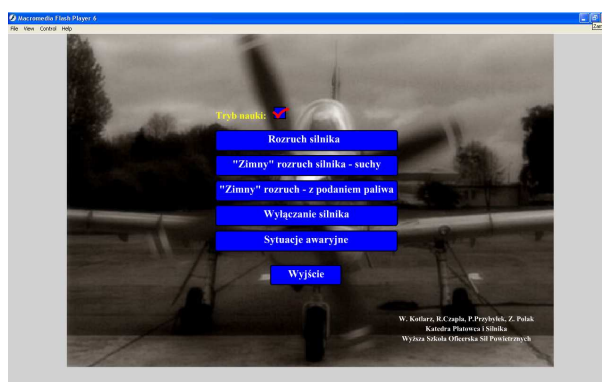 Macromedia Flash Player 6
File View Control Help
Zam
Tryb nauki:
Rozruch silnika
"Zimny" rozruch silnika - suchy
"Zimny" rozruch - z podaniem paliwa
Wyłączanie silnika
Sytuacje awaryjne
Wyjście
W. Kotlarz, R.Czapla, P.Przybyłek, Z. Polak
Katedra Płatowca i Silnika
Wyższa Szkoła Oficerska Sił Powietrznych